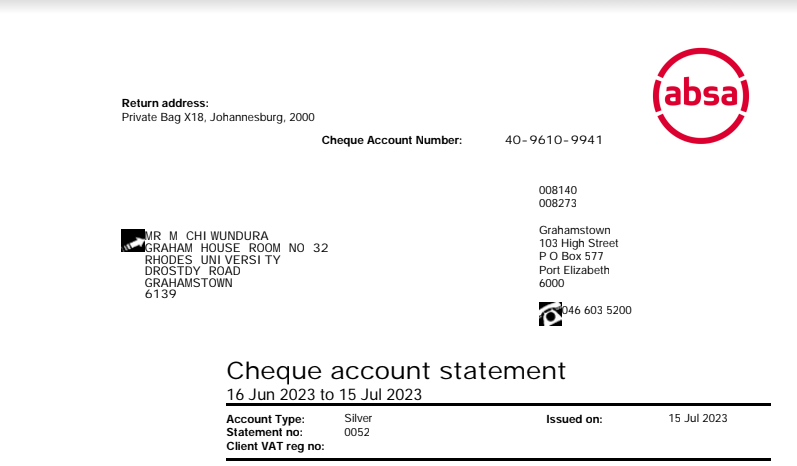 absa
Return address:
Private Bag X18, Johannesburg, 2000
Cheque Account Number: 40-9610-9941
008140
008273
MR M CHIWUNDURA
GRAHAM HOUSE ROOM NO 32
RHODES UNIVERSITY
DROSTDY ROAD
GRAHAMSTOWN
6139
Grahamstown
103 High Street
P O Box 577
Port Elizabeth
6000
046 603 5200
Cheque account statement
16 Jun 2023 to 15 Jul 2023
Account Type: Silver Issued on: 15 Jul 2023
Statement no: 0052
Client VAT reg no: